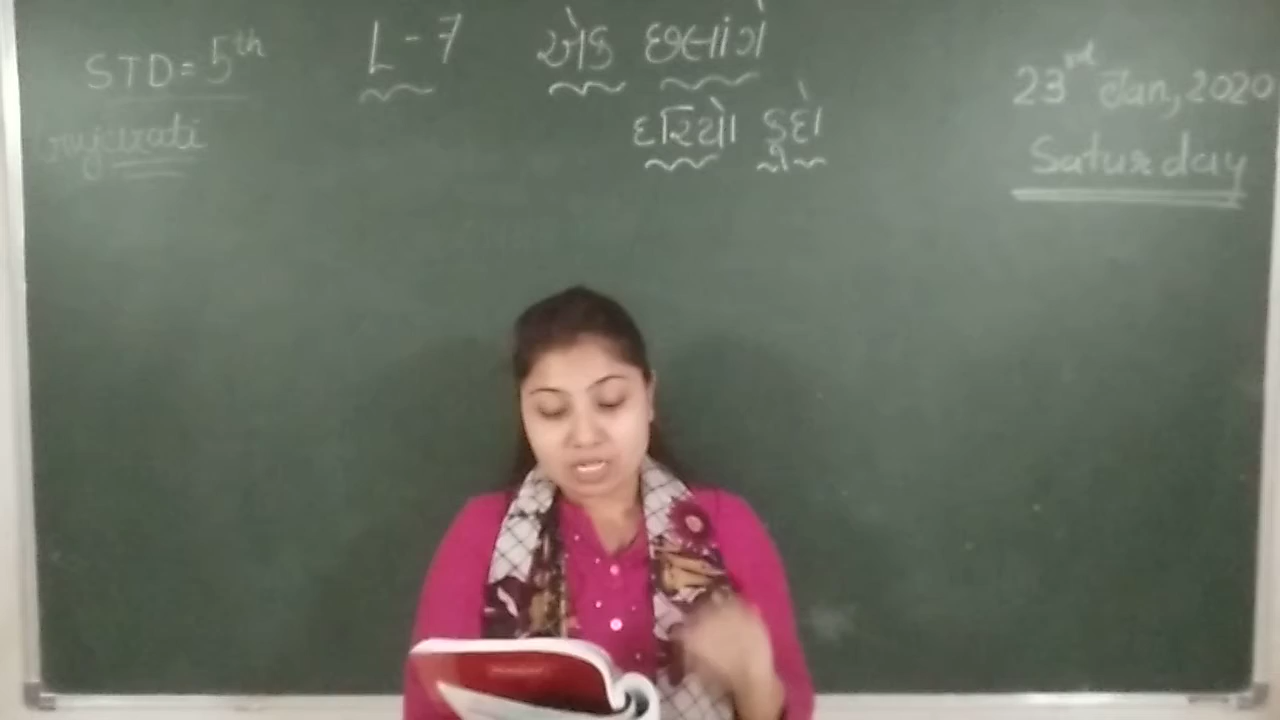 STD=5th
Gujarati
L-7
એક છલાંગે
દરિયો કૂદો
23rd Jan, 2020
Saturday